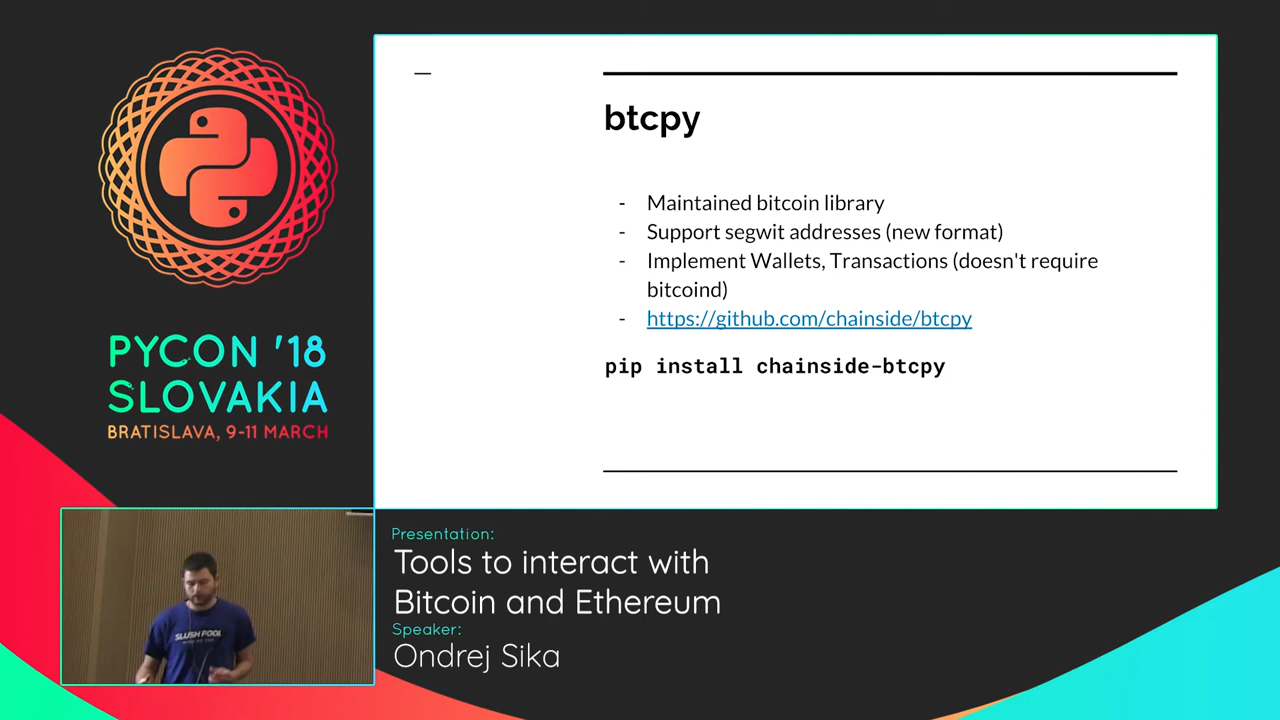 PYCON '18
SLOVAKIA
BRATISLAVA, 9-11 MARCH
btcpy
- Maintained bitcoin library
- Support segwit addresses (new format)
- Implement Wallets, Transactions (doesn't require
bitcoind)
- https://github.com/chainside/btcpy
pip install chainside-btcpy
SLUSH POOL
Presentation:
Tools to interact with
Bitcoin and Ethereum
Speaker:
Ondrej Sika